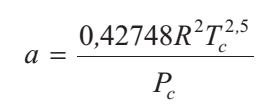 a = 0,42748R²T_c^2,5 / P_c